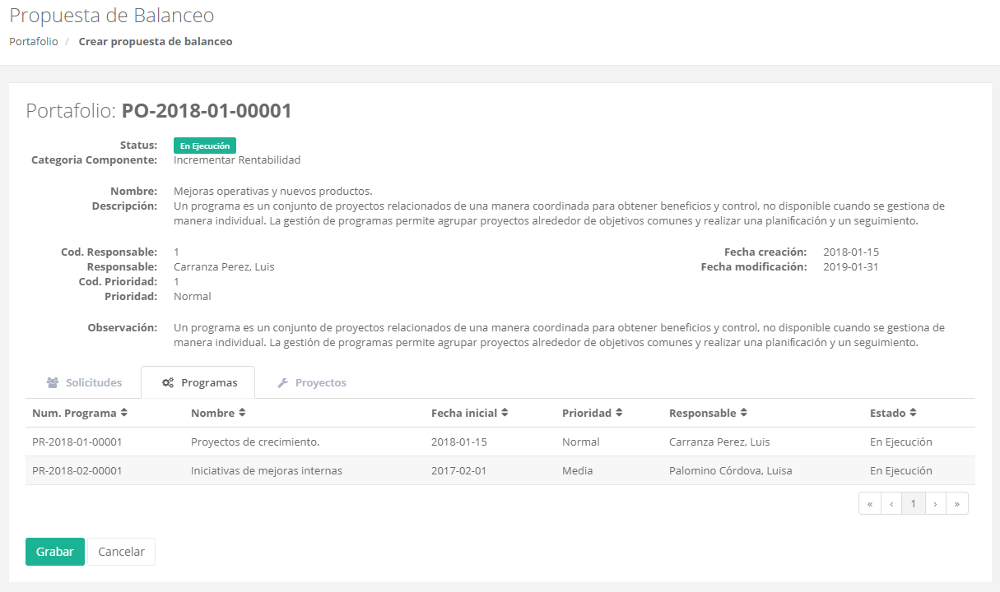 Propuesta de Balanceo
Portafolio / Crear propuesta de balanceo
Portafolio: PO-2018-01-00001
Status: En Ejecución
Categoria Componente: Incrementar Rentabilidad
Nombre: Mejoras operativas y nuevos productos.
Descripción: Un programa es un conjunto de proyectos relacionados de una manera coordinada para obtener beneficios y control, no disponible cuando se gestiona de
manera individual. La gestión de programas permite agrupar proyectos alrededor de objetivos comunes y realizar una planificación y un seguimiento.
Cod. Responsable: 1 Fecha creación: 2018-01-15
Responsable: Carranza Perez, Luis Fecha modificación: 2019-01-31
Cod. Prioridad: 1
Prioridad: Normal
Observación: Un programa es un conjunto de proyectos relacionados de una manera coordinada para obtener beneficios y control, no disponible cuando se gestiona de
manera individual. La gestión de programas permite agrupar proyectos alrededor de objetivos comunes y realizar una planificación y un seguimiento.
Solicitudes Programas Proyectos
Num. Programa Nombre Fecha inicial Prioridad Responsable Estado
PR-2018-01-00001 Proyectos de crecimiento. 2018-01-15 Normal Carranza Perez, Luis En Ejecución
PR-2018-02-00001 Iniciativas de mejoras internas 2017-02-01 Media Palomino Córdova, Luisa En Ejecución
« ‹ 1 › »
Grabar Cancelar